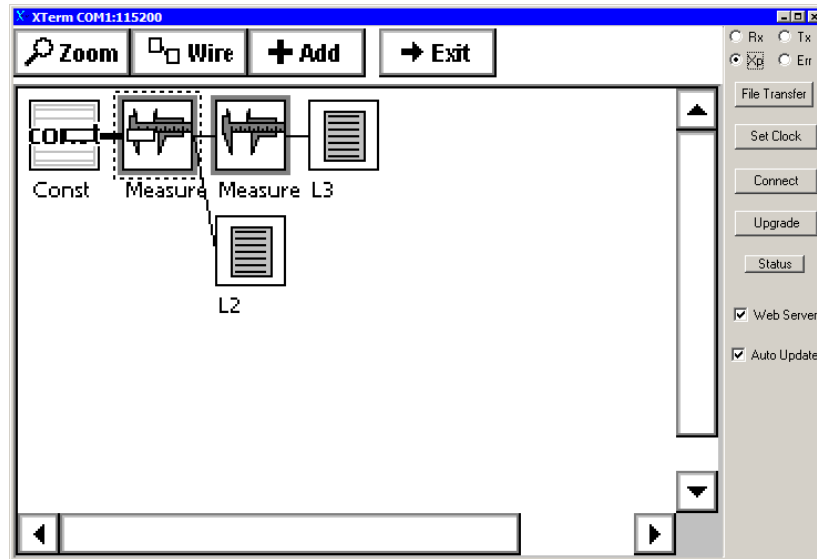 XTerm COM1:115200
Zoom Wire Add Exit
Rx Tx
Xp Err
File Transfer
Set Clock
Connect
Upgrade
Status
Web Server
Auto Update
Const Measure Measure L3
L2